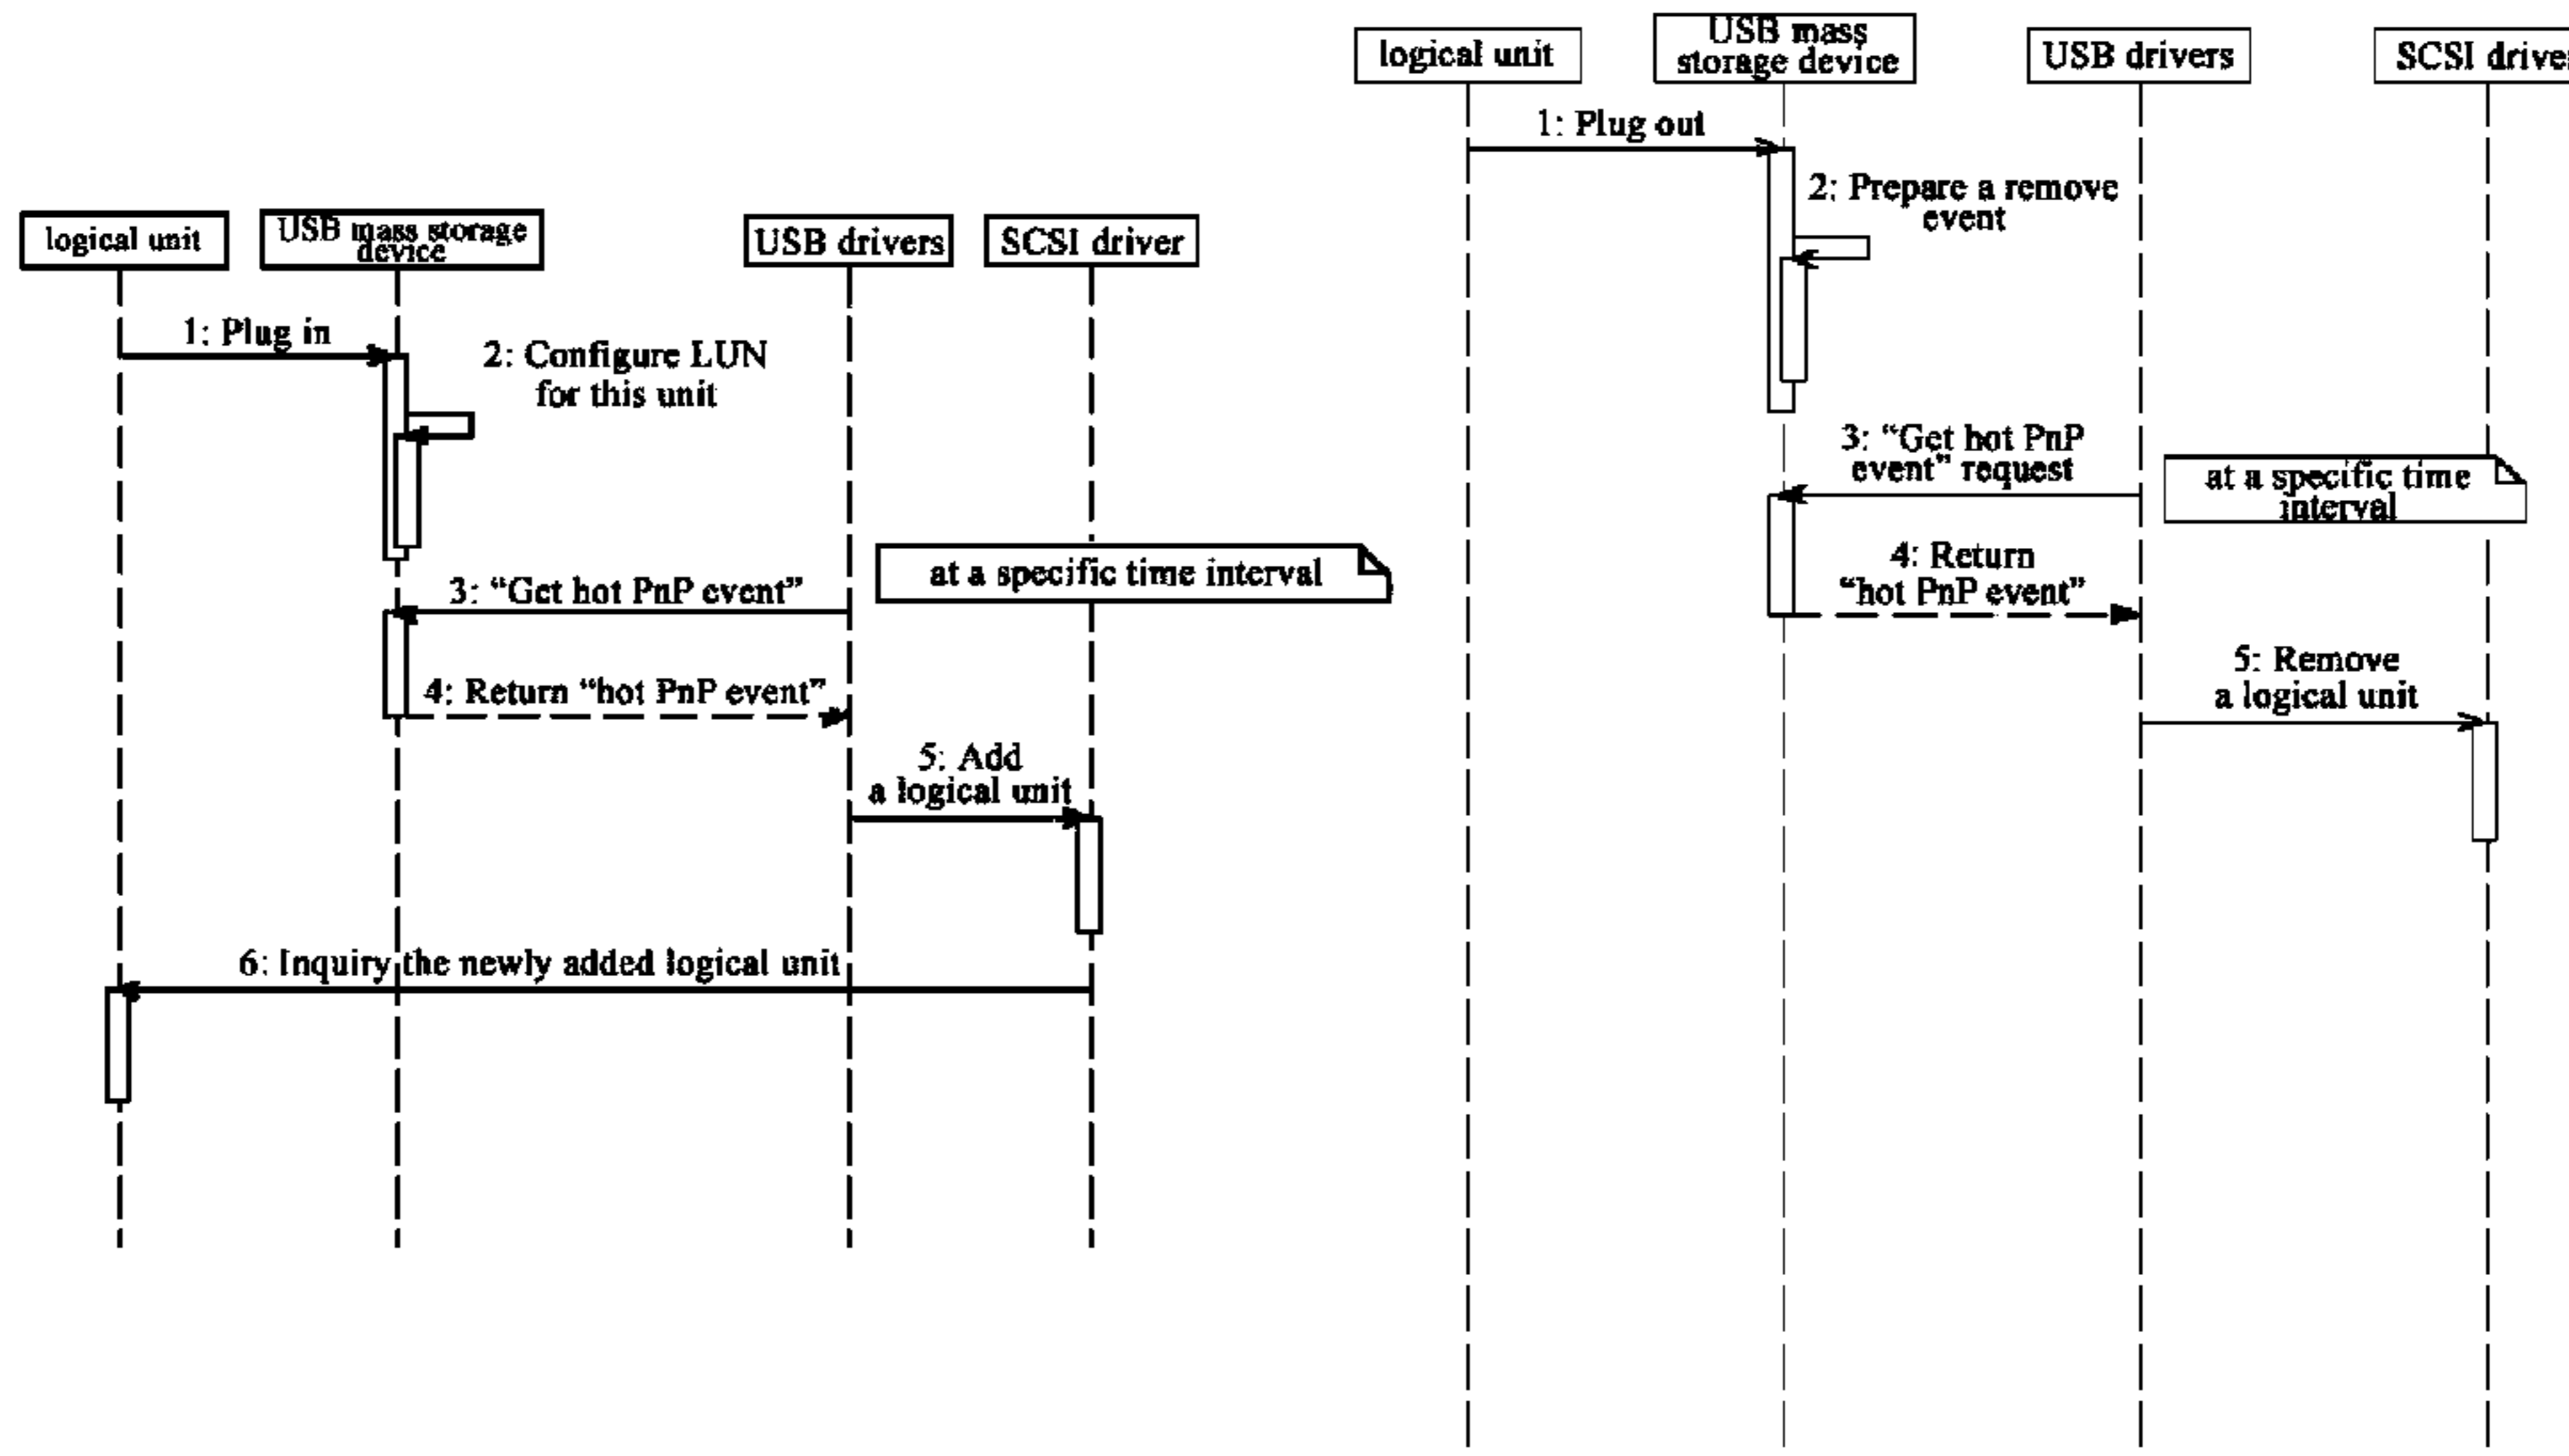 logical unit
USB mass storage
device
USB drivers
SCSI driver
1: Plug in
2: Configure LUN
for this unit
at a specific time interval
3: “Get hot PnP event”
4: Return “hot PnP event”
5: Add
a logical unit
6: Inquiry the newly added logical unit
logical unit
USB mass
storage device
USB drivers
SCSI driver
1: Plug out
2: Prepare a remove
event
3: “Get hot PnP
event” request
at a specific time
interval
4: Return
“hot PnP event”
5: Remove
a logical unit